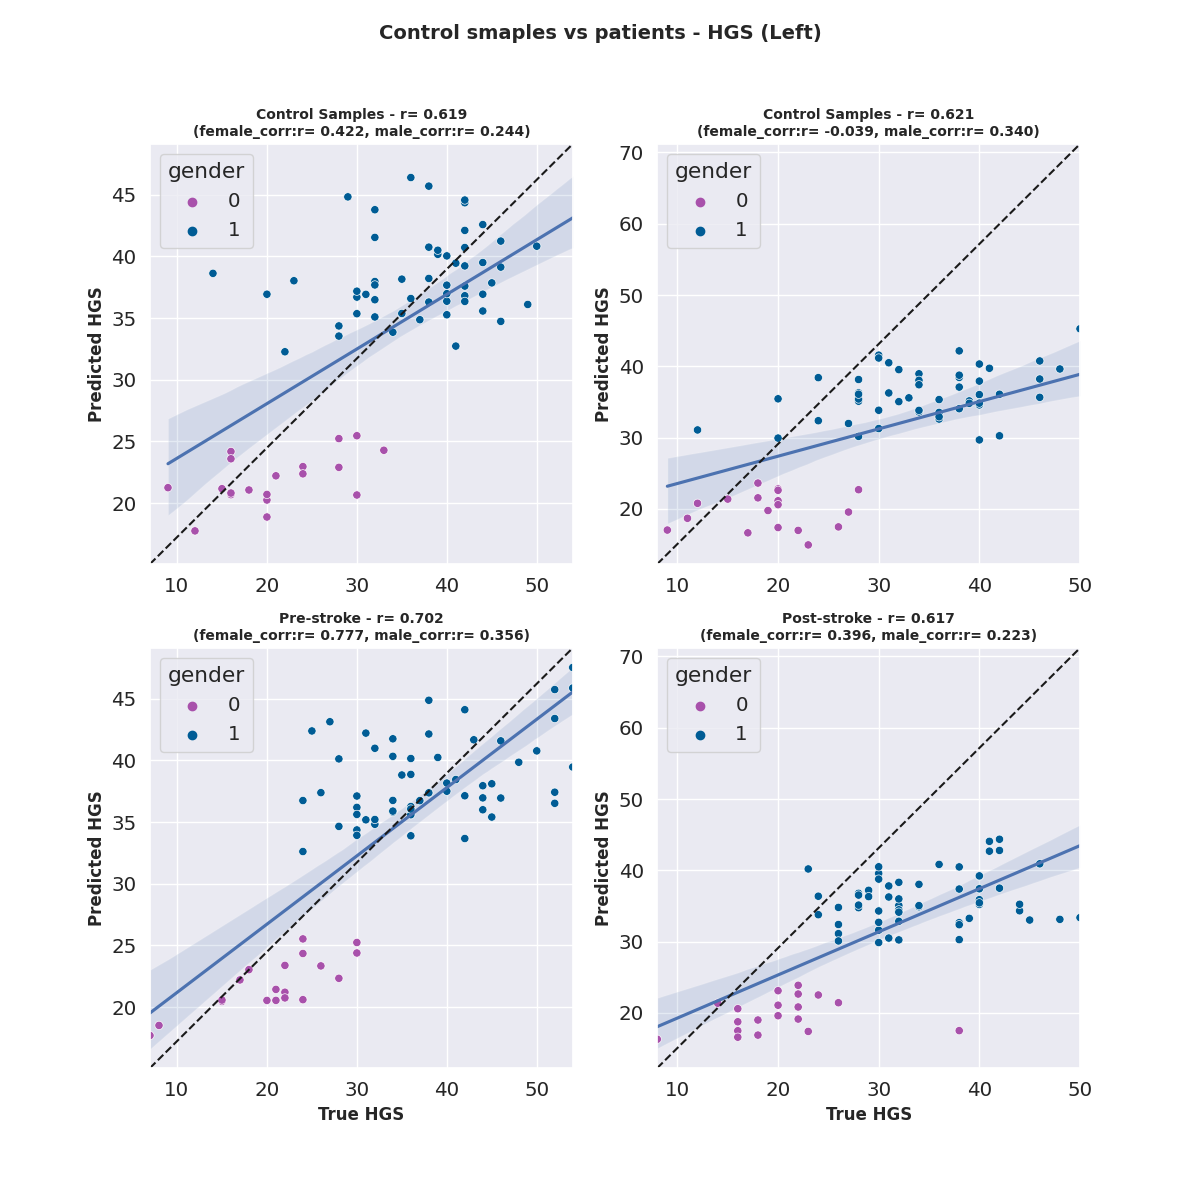 Control smaples vs patients - HGS (Left)
Control Samples - r= 0.619
(female_corr:r= 0.422, male_corr:r= 0.244)
gender
0
1
45
40
35
30
25
20
Predicted HGS
10 20 30 40 50
Control Samples - r= 0.621
(female_corr:r= -0.039, male_corr:r= 0.340)
gender
0
1
70
60
50
40
30
20
Predicted HGS
10 20 30 40 50
Pre-stroke - r= 0.702
(female_corr:r= 0.777, male_corr:r= 0.356)
gender
0
1
45
40
35
30
25
20
Predicted HGS
10 20 30 40 50
True HGS
Post-stroke - r= 0.617
(female_corr:r= 0.396, male_corr:r= 0.223)
gender
0
1
70
60
50
40
30
20
Predicted HGS
10 20 30 40 50
True HGS